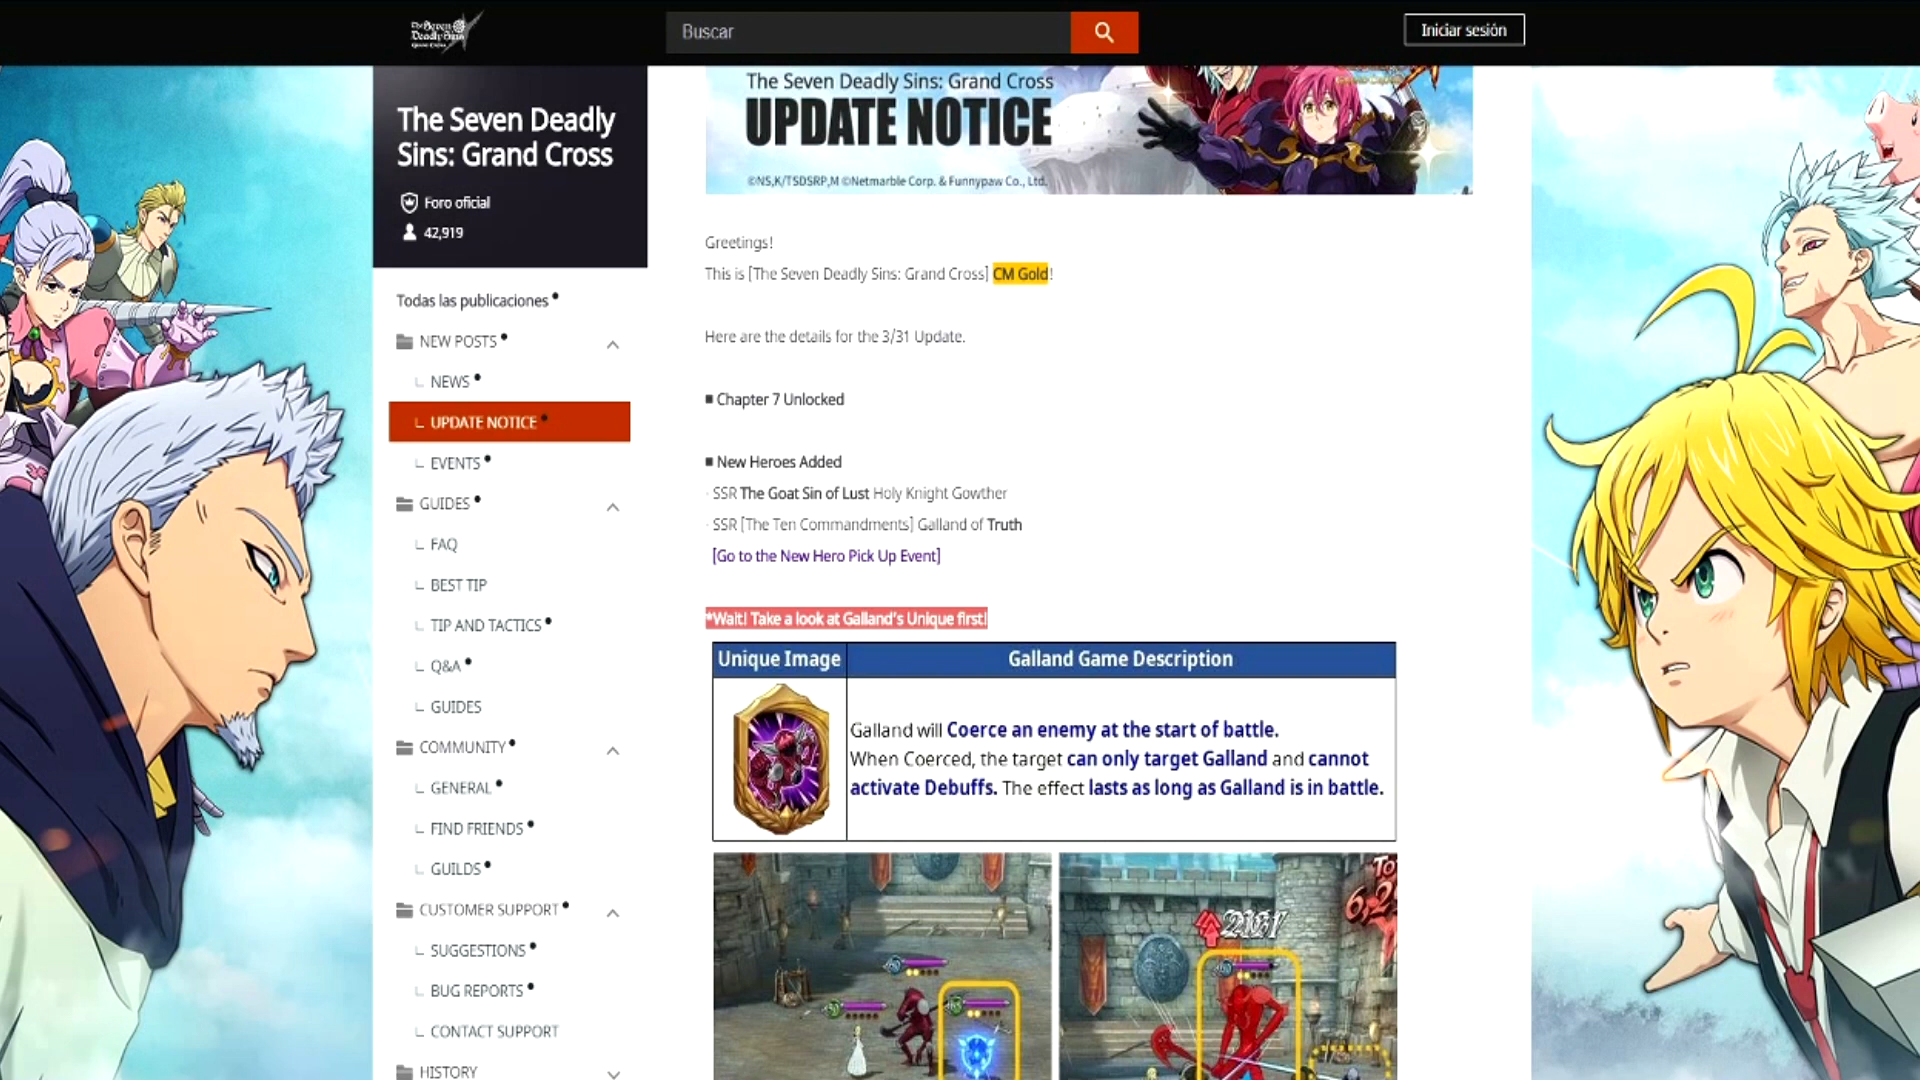 The Seven
Deadly Sins
GRAND CROSS
Buscar
Iniciar sesión
The Seven Deadly
Sins: Grand Cross
Foro oficial
42,919
Todas las publicaciones
NEW POSTS
NEWS
UPDATE NOTICE
EVENTS
GUIDES
FAQ
BEST TIP
TIP AND TACTICS
Q&A
GUIDES
COMMUNITY
GENERAL
FIND FRIENDS
GUILDS
CUSTOMER SUPPORT
SUGGESTIONS
BUG REPORTS
CONTACT SUPPORT
HISTORY
The Seven Deadly Sins: Grand Cross
UPDATE NOTICE
©NS,K/TSDSRP,M ©Netmarble Corp. & Funnypaw Co., Ltd.
Greetings!
This is [The Seven Deadly Sins: Grand Cross] CM Gold!
Here are the details for the 3/31 Update.
■ Chapter 7 Unlocked
■ New Heroes Added
· SSR The Goat Sin of Lust Holy Knight Gowther
· SSR [The Ten Commandments] Galland of Truth
[Go to the New Hero Pick Up Event]
*Wait! Take a look at Galland's Unique first!
Unique Image Galland Game Description
Galland will Coerce an enemy at the start of battle.
When Coerced, the target can only target Galland and cannot
activate Debuffs. The effect lasts as long as Galland is in battle.